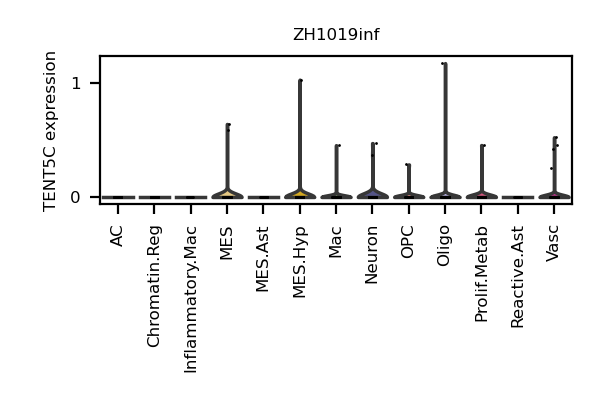 ZH1019inf
TENT5C expression
1
0
AC
Chromatin.Reg
Inflammatory.Mac
MES
MES.Ast
MES.Hyp
Mac
Neuron
OPC
Oligo
Prolif.Metab
Reactive.Ast
Vasc